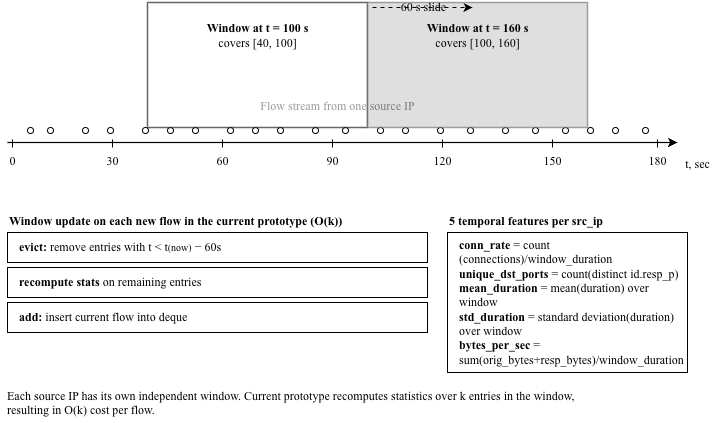 60 s slide
Window at t = 100 s
covers [40, 100]
Window at t = 160 s
covers [100, 160]
Flow stream from one source IP
0 30 60 90 120 150 180 t, sec
Window update on each new flow in the current prototype (O(k))
evict: remove entries with t < t(now) − 60s
recompute stats on remaining entries
add: insert current flow into deque
5 temporal features per src_ip
conn_rate = count
(connections)/window_duration
unique_dst_ports = count(distinct id.resp_p)
mean_duration = mean(duration) over
window
std_duration = standard deviation(duration)
over window
bytes_per_sec =
sum(orig_bytes+resp_bytes)/window_duration
Each source IP has its own independent window. Current prototype recomputes statistics over k entries in the window,
resulting in O(k) cost per flow.